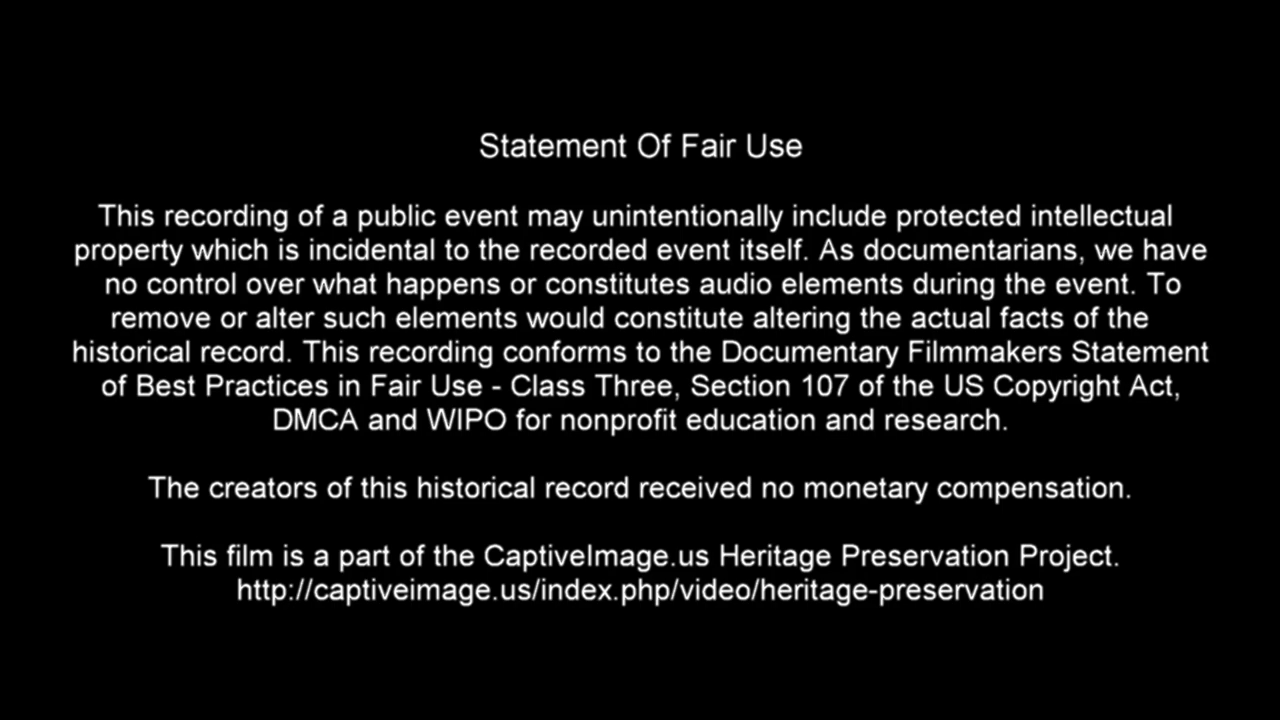 Statement Of Fair Use
This recording of a public event may unintentionally include protected intellectual
property which is incidental to the recorded event itself. As documentarians, we have
no control over what happens or constitutes audio elements during the event. To
remove or alter such elements would constitute altering the actual facts of the
historical record. This recording conforms to the Documentary Filmmakers Statement
of Best Practices in Fair Use - Class Three, Section 107 of the US Copyright Act,
DMCA and WIPO for nonprofit education and research.
The creators of this historical record received no monetary compensation.
This film is a part of the CaptiveImage.us Heritage Preservation Project.
http://captiveimage.us/index.php/video/heritage-preservation